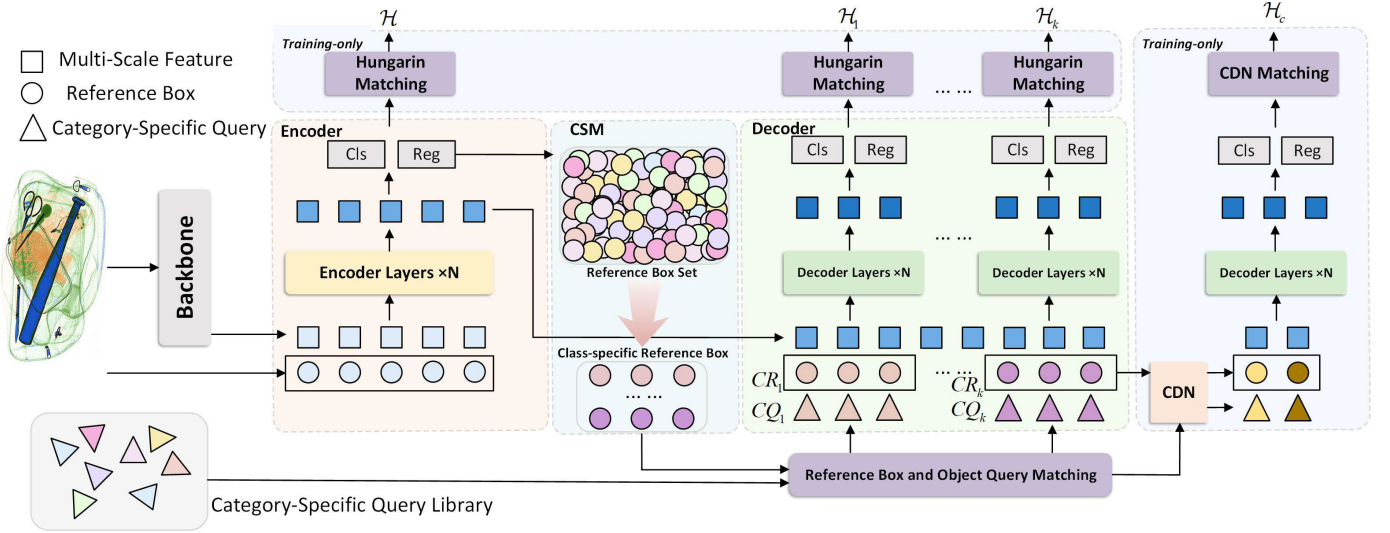 Multi-Scale Feature
Reference Box
Category-Specific Query
Backbone
Category-Specific Query Library
Training-only
ℋ
Hungarin
Matching
Encoder
Cls
Reg
Encoder Layers ×N
CSM
Reference Box Set
Class-specific Reference Box
... ...
ℋ₁
Hungarin
Matching
... ...
ℋₖ
Hungarin
Matching
Decoder
Cls
Reg
Cls
Reg
... ...
Decoder Layers ×N
Decoder Layers ×N
CR₁
... ...
CRₖ
CQ₁
CQₖ
Reference Box and Object Query Matching
Training-only
ℋ꜀
CDN Matching
Cls
Reg
Decoder Layers ×N
CDN